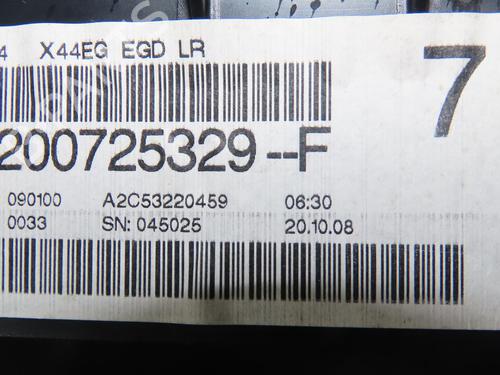 4 X44EG EGD LR
7
200725329--F
090100 A2C53220459 06:30
0033 SN: 045025 20.10.08